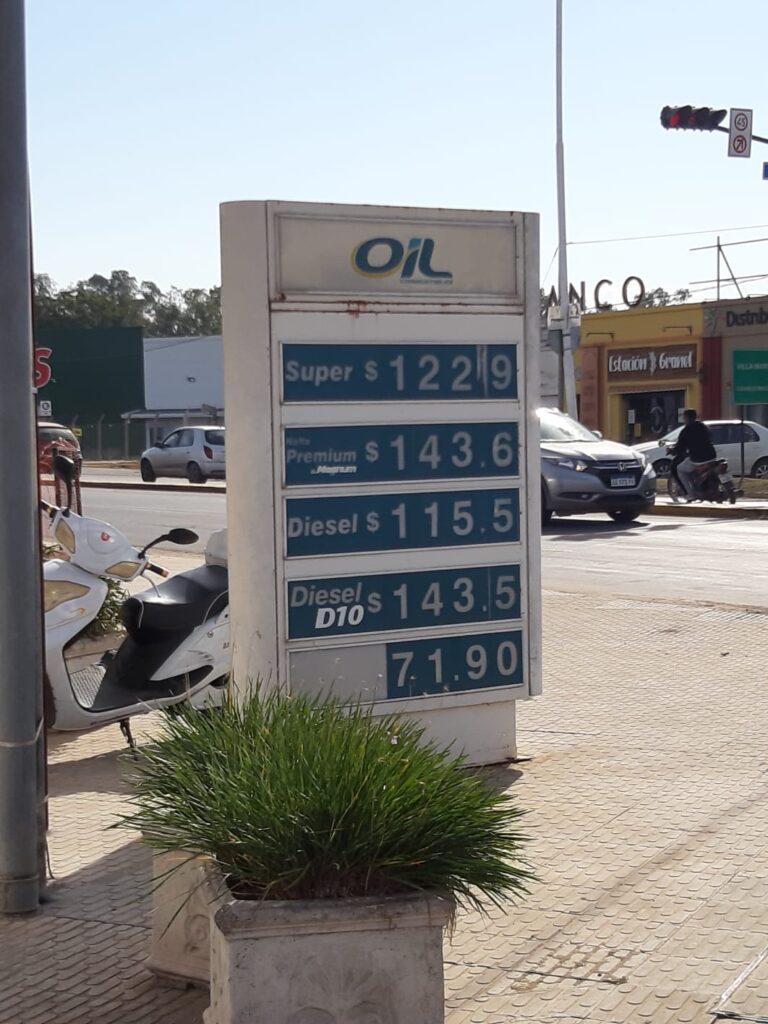 OIL
COMBUSTIBLES
Super $ 122.9
Nafta
Premium $ 143.6
Magnum
Diesel $ 115.5
Diesel $ 143.5
D10
71.90
S
ANCO
Estación Grand
Distrib